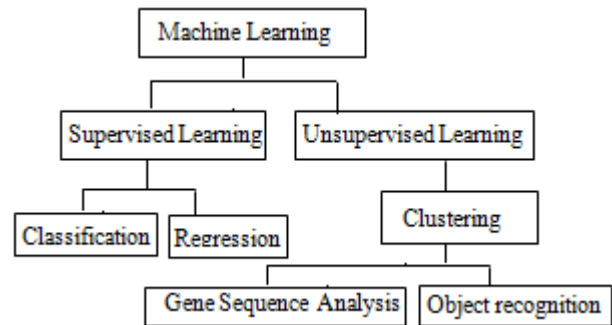 Machine Learning
Supervised Learning
Unsupervised Learning
Classification
Regression
Clustering
Gene Sequence Analysis
Object recognition